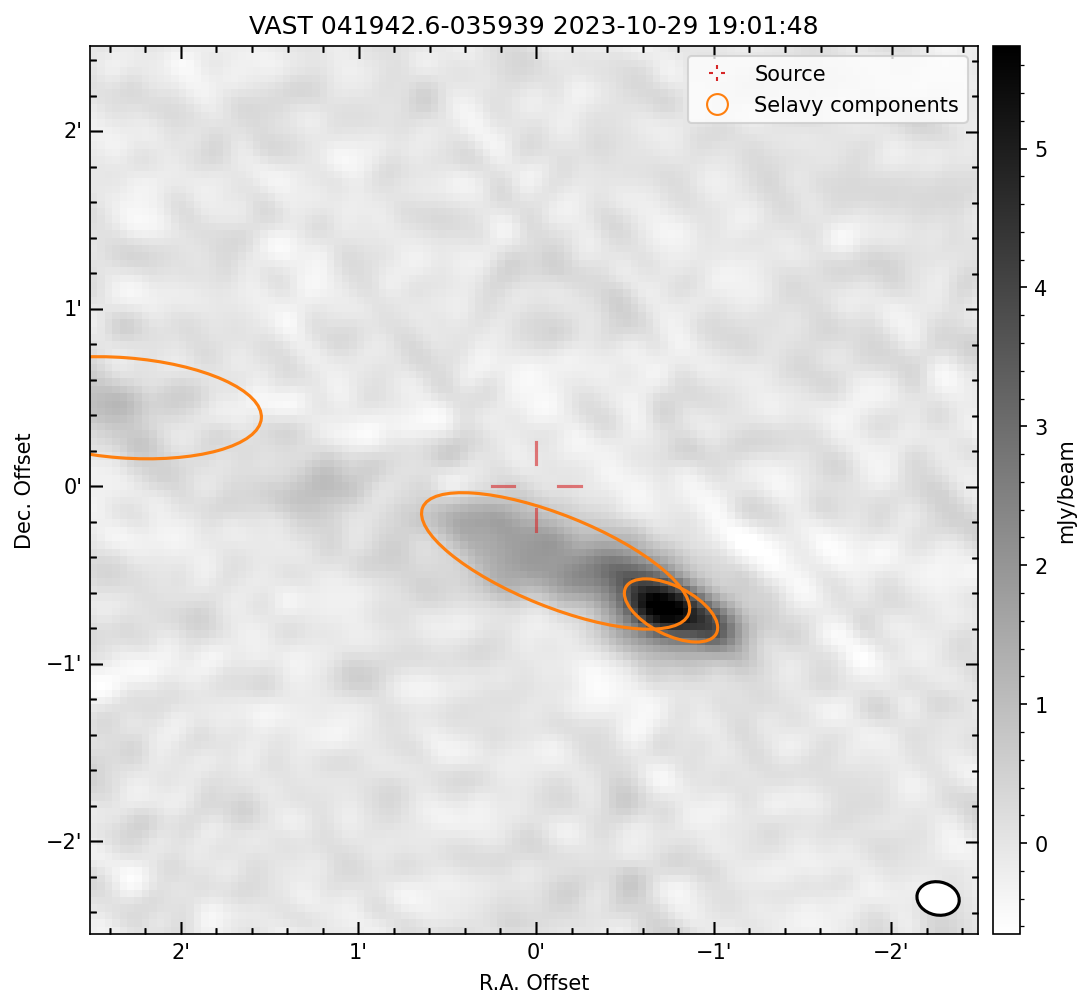 VAST 041942.6-035939 2023-10-29 19:01:48
Source
Selavy components
2'
1'
0'
−1'
−2'
Dec. Offset
2'
1'
0'
−1'
−2'
R.A. Offset
5
4
3
2
1
0
mJy/beam